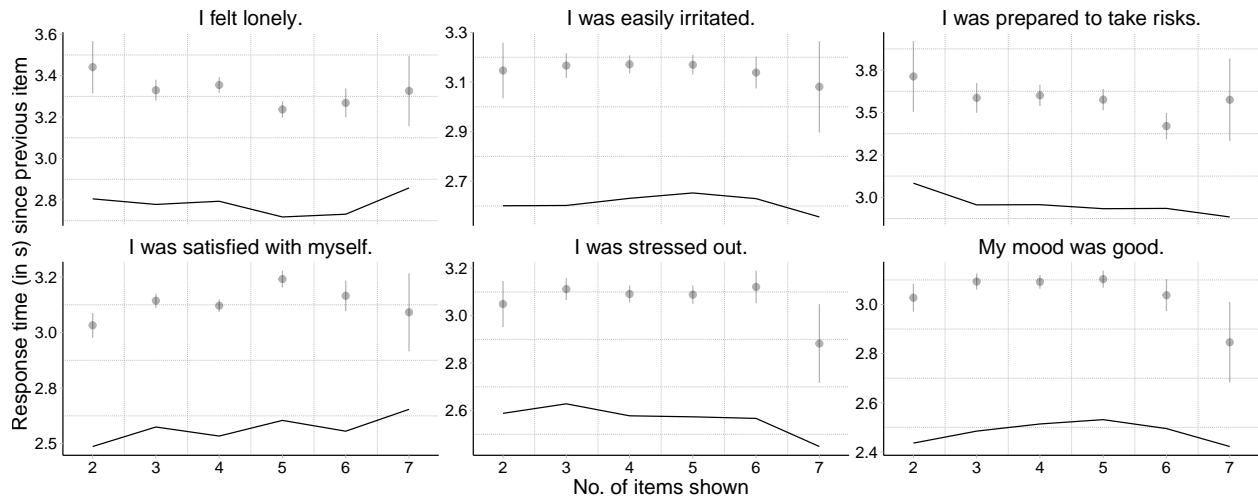 I felt lonely.
I was easily irritated.
I was prepared to take risks.
3.6
3.4
3.2
3.0
2.8
3.3
3.1
2.9
2.7
3.8
3.5
3.2
3.0
Response time (in s) since previous item
I was satisfied with myself.
I was stressed out.
My mood was good.
3.2
3.0
2.8
2.5
3.2
3.0
2.8
2.6
3.0
2.8
2.6
2.4
2 3 4 5 6 7
2 3 4 5 6 7
2 3 4 5 6 7
No. of items shown